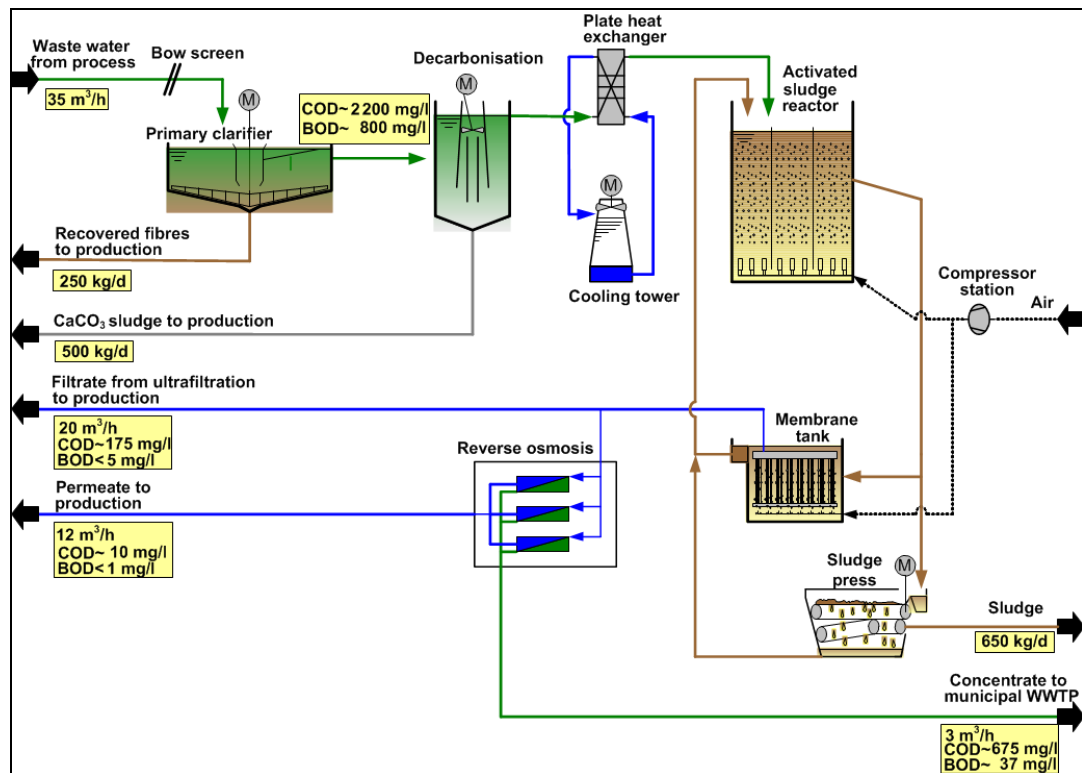 Waste water
from process
35 m³/h
Bow screen
M
Primary clarifier
COD~2200 mg/l
BOD~ 800 mg/l
Decarbonisation
M
Plate heat
exchanger
M
Cooling tower
Activated
sludge
reactor
Recovered fibres
to production
250 kg/d
CaCO₃ sludge to production
500 kg/d
Compressor
station
Air
Filtrate from ultrafiltration
to production
20 m³/h
COD~175 mg/l
BOD<5 mg/l
Reverse osmosis
Membrane
tank
Permeate to
production
12 m³/h
COD~ 10 mg/l
BOD<1 mg/l
Sludge
press
M
Sludge
650 kg/d
Concentrate to
municipal WWTP
3 m³/h
COD~675 mg/l
BOD~ 37 mg/l